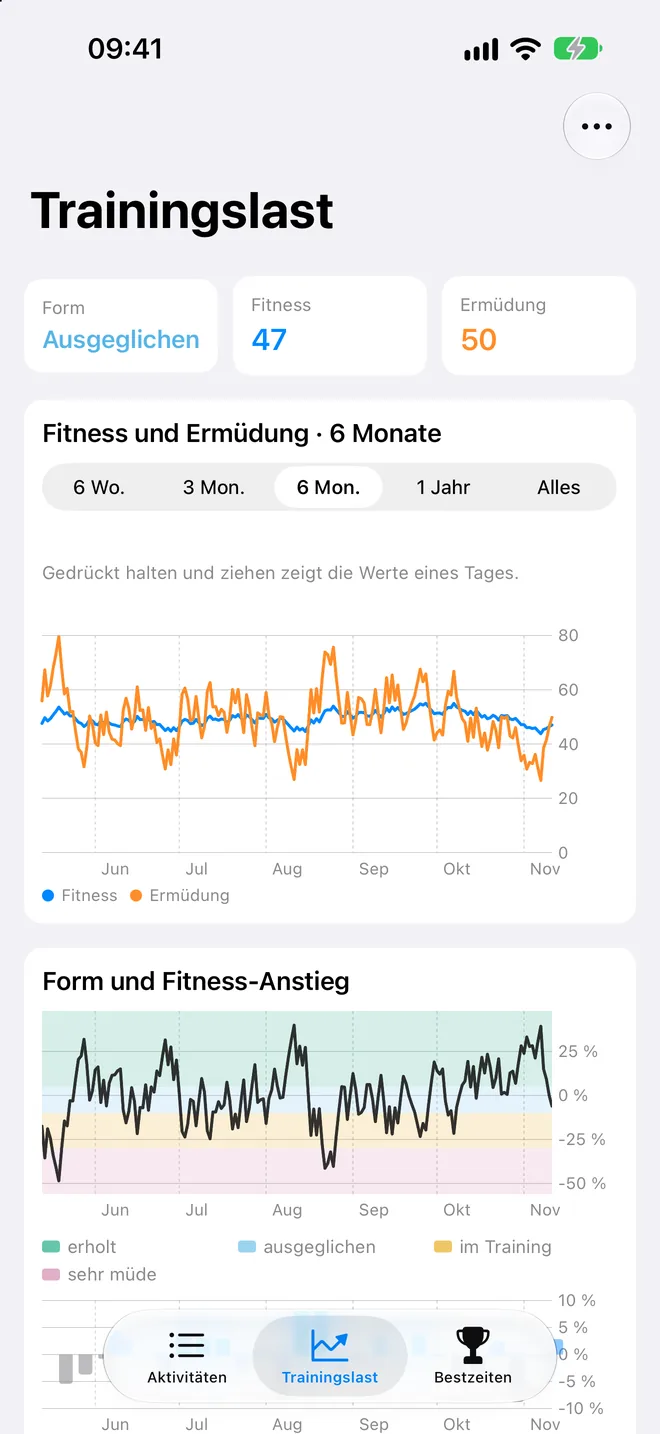 09:41
Trainingslast
Form
Ausgeglichen
Fitness
47
Ermüdung
50
Fitness und Ermüdung · 6 Monate
6 Wo. 3 Mon. 6 Mon. 1 Jahr Alles
Gedrückt halten und ziehen zeigt die Werte eines Tages.
80
60
40
20
0
Jun Jul Aug Sep Okt Nov
Fitness Ermüdung
Form und Fitness-Anstieg
25 %
0 %
-25 %
-50 %
Jun Jul Aug Sep Okt Nov
erholt ausgeglichen im Training
sehr müde
10 %
5 %
0 %
-5 %
-10 %
Aktivitäten Trainingslast Bestzeiten
Jun Jul Aug Sep Okt Nov